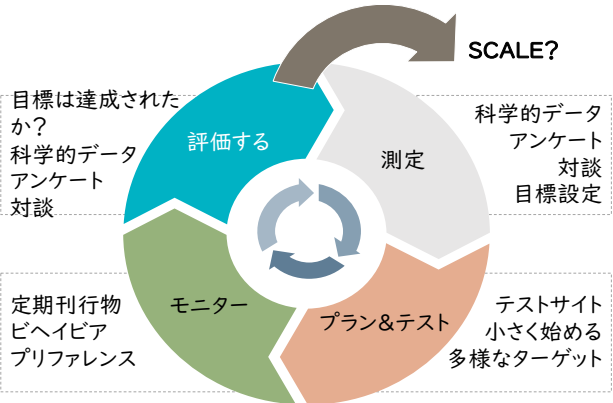 SCALE?
目標は達成された
か？
科学的データ
アンケート
対談
評価する
測定
科学的データ
アンケート
対談
目標設定
定期刊行物
ビヘイビア
プリファレンス
モニター
プラン&テスト
テストサイト
小さく始める
多様なターゲット